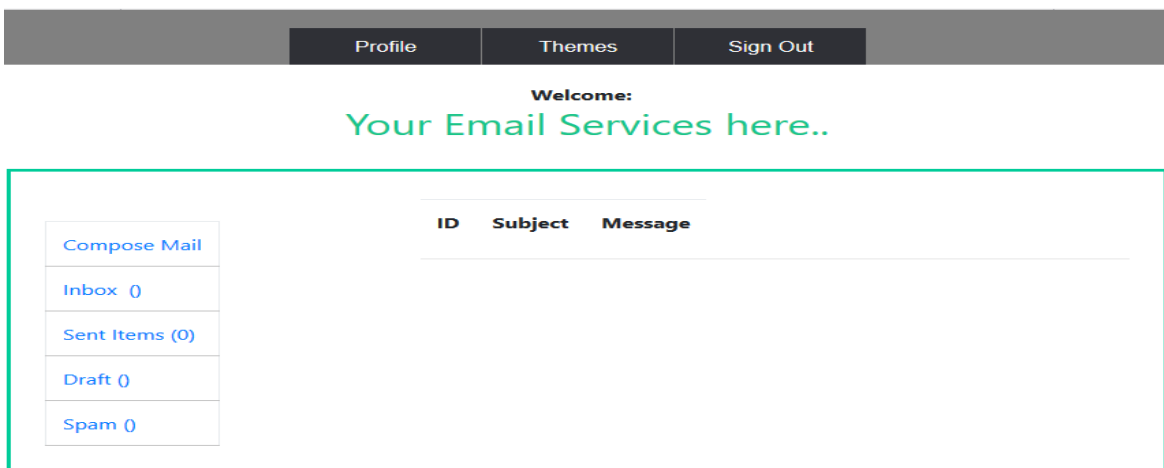 Profile Themes Sign Out
Welcome:
Your Email Services here..
ID Subject Message
Compose Mail
Inbox ()
Sent Items (0)
Draft ()
Spam ()